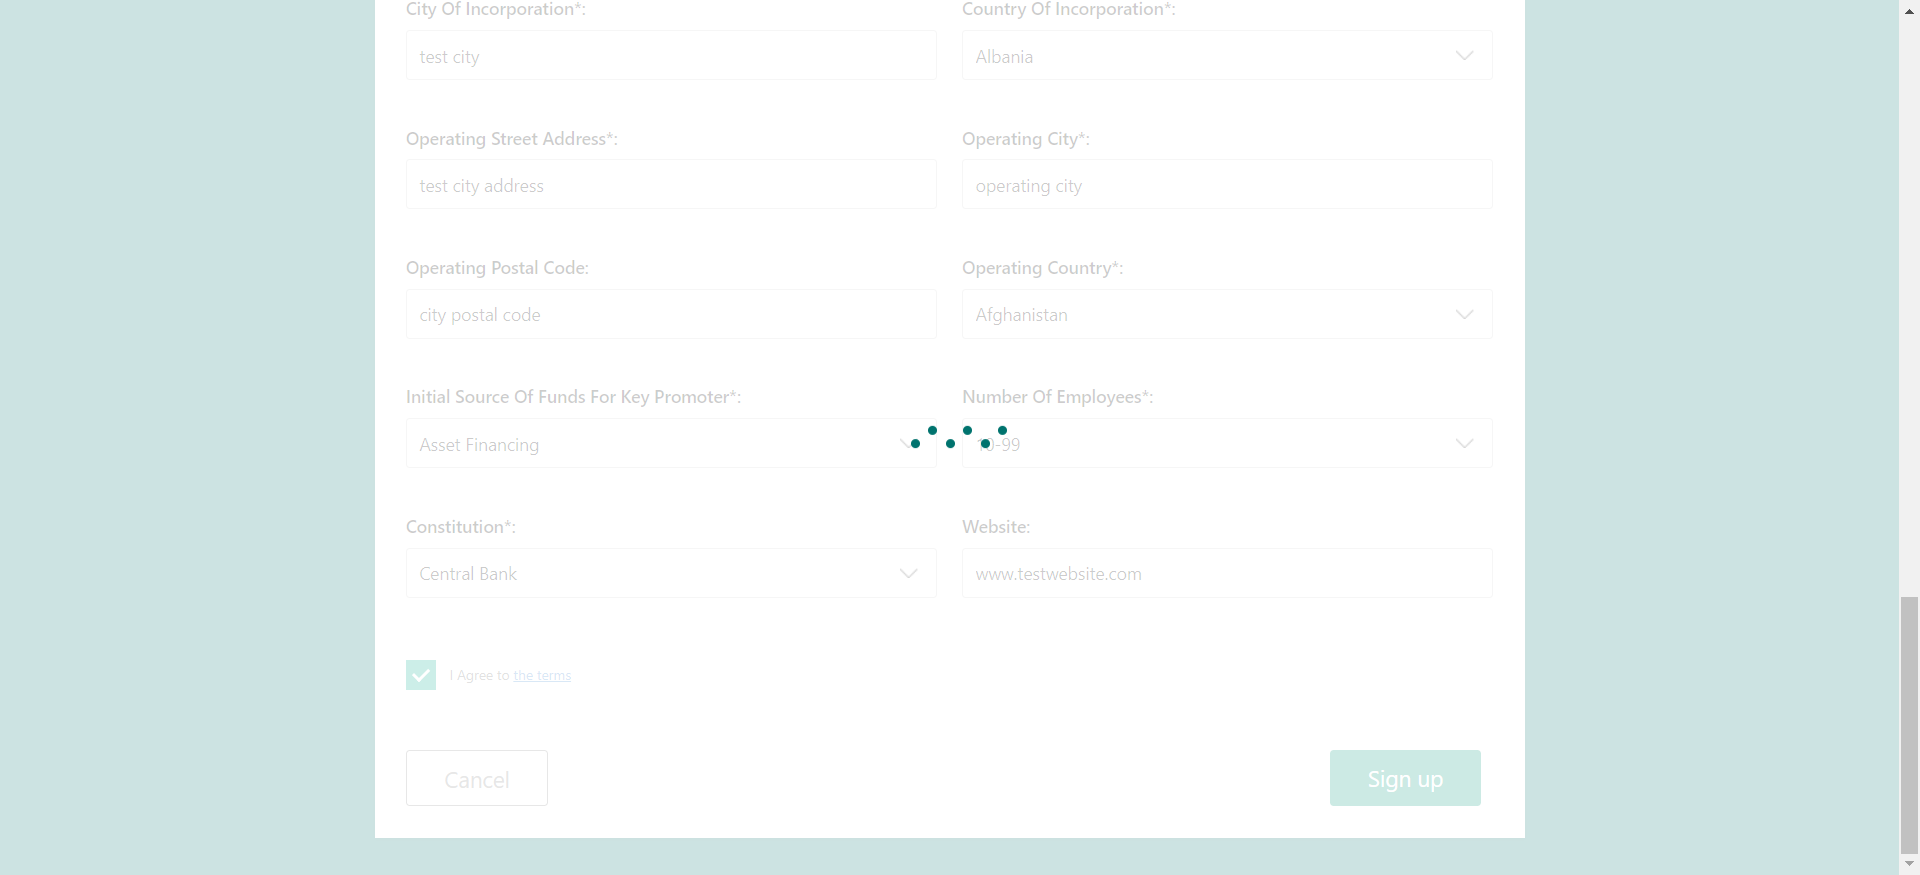 City Of Incorporation*:
Country Of Incorporation*:
test city
Albania
Operating Street Address*:
Operating City*:
test city address
operating city
Operating Postal Code:
Operating Country*:
city postal code
Afghanistan
Initial Source Of Funds For Key Promoter*:
Number Of Employees*:
Asset Financing
10-99
Constitution*:
Website:
Central Bank
www.testwebsite.com
I Agree to the terms
Cancel
Sign up